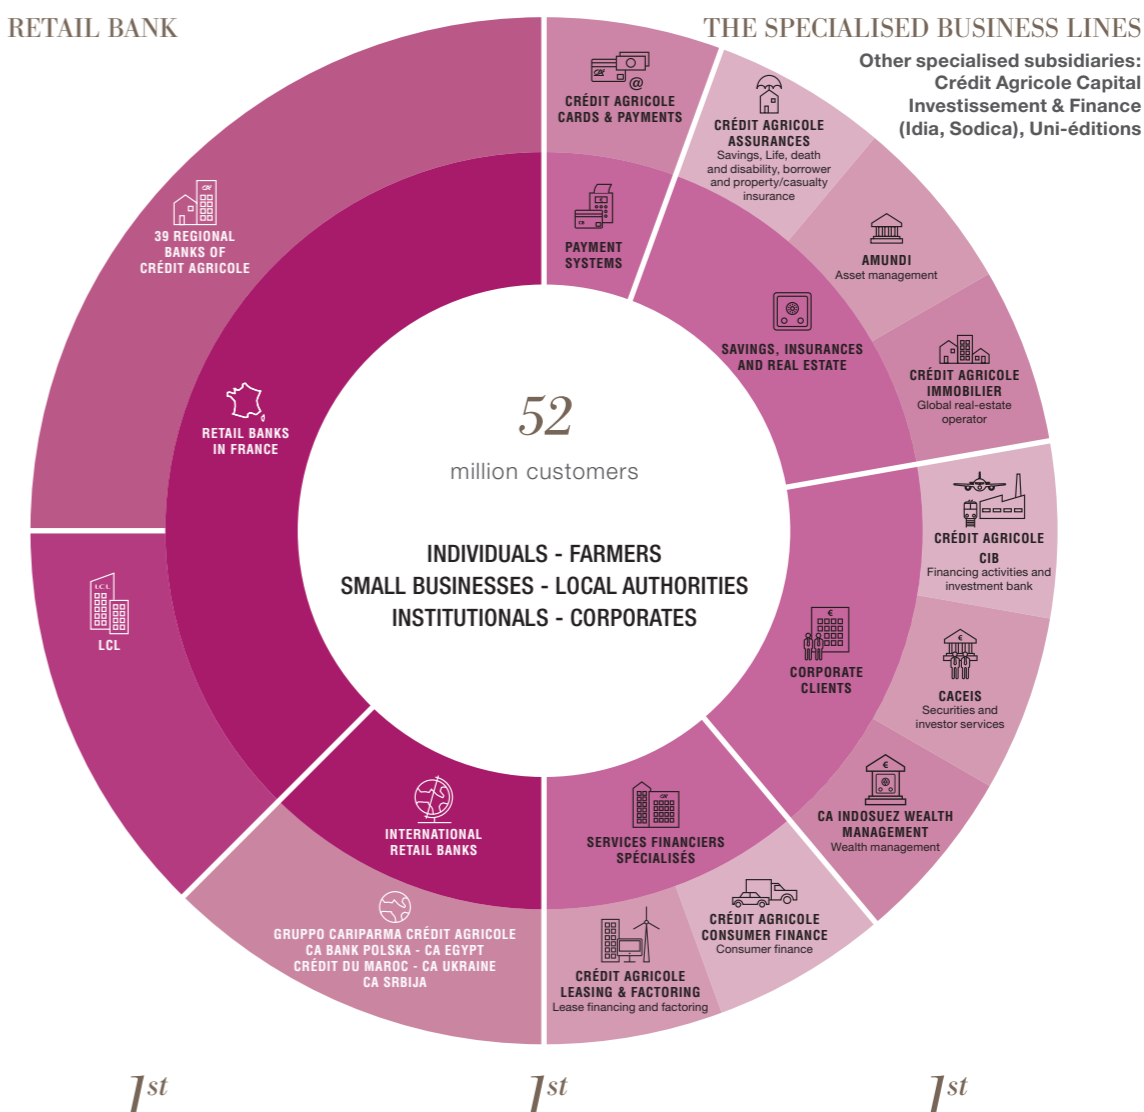 RETAIL BANK
THE SPECIALISED BUSINESS LINES
Other specialised subsidiaries:
Crédit Agricole Capital
Investissement & Finance
(Idia, Sodica), Uni-éditions
CRÉDIT AGRICOLE
CARDS & PAYMENTS
CRÉDIT AGRICOLE
ASSURANCES
Savings, Life, death
and disability, borrower
and property/casualty
insurance
39 REGIONAL
BANKS OF
CRÉDIT AGRICOLE
PAYMENT
SYSTEMS
AMUNDI
Asset management
SAVINGS, INSURANCES
AND REAL ESTATE
CRÉDIT AGRICOLE
IMMOBILIER
Global real-estate
operator
RETAIL BANKS
IN FRANCE
52
million customers
INDIVIDUALS - FARMERS
SMALL BUSINESSES - LOCAL AUTHORITIES
INSTITUTIONALS - CORPORATES
CRÉDIT AGRICOLE
CIB
Financing activities and
investment bank
LCL
LCL
CORPORATE
CLIENTS
CACEIS
Securities and
investor services
CA INDOSUEZ WEALTH
MANAGEMENT
Wealth management
INTERNATIONAL
RETAIL BANKS
SERVICES FINANCIERS
SPÉCIALISÉS
GRUPPO CARIPARMA CRÉDIT AGRICOLE
CA BANK POLSKA - CA EGYPT
CRÉDIT DU MAROC - CA UKRAINE
CA SRBIJA
CRÉDIT AGRICOLE
CONSUMER FINANCE
Consumer finance
CRÉDIT AGRICOLE
LEASING & FACTORING
Lease financing and factoring
1st
1st
1st